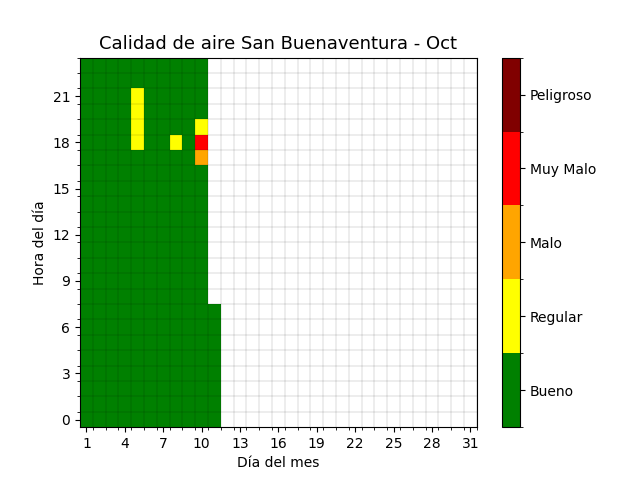 Calidad de aire San Buenaventura - Oct
Hora del día
21
18
15
12
9
6
3
0
1 4 7 10 13 16 19 22 25 28 31
Día del mes
Peligroso
Muy Malo
Malo
Regular
Bueno